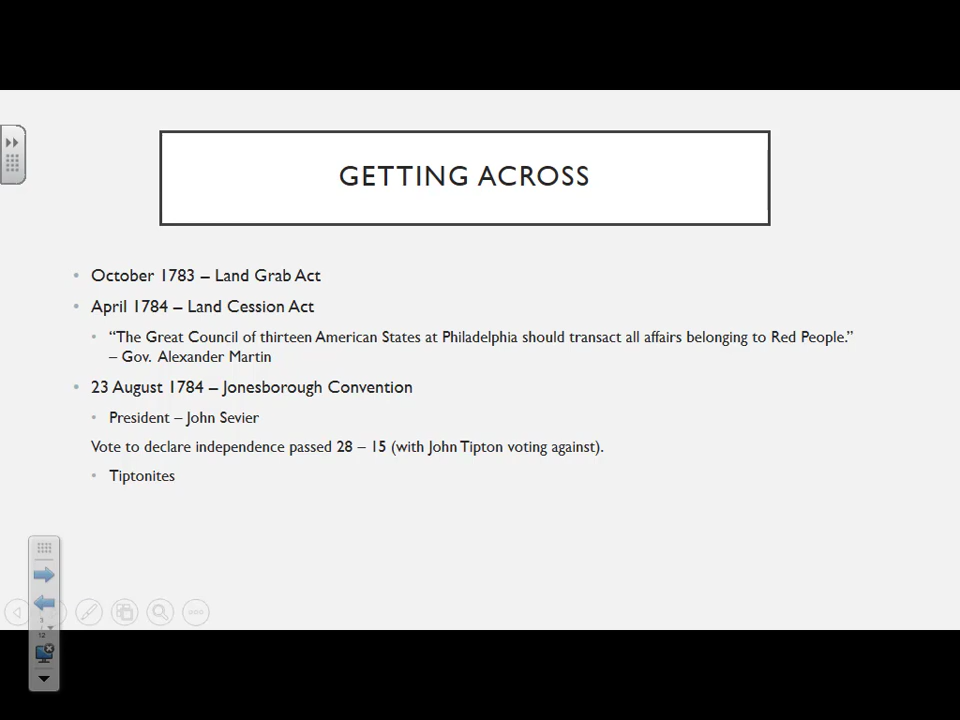 GETTING ACROSS
• October 1783 – Land Grab Act
• April 1784 – Land Cession Act
• “The Great Council of thirteen American States at Philadelphia should transact all affairs belonging to Red People.”
– Gov. Alexander Martin
• 23 August 1784 – Jonesborough Convention
• President – John Sevier
Vote to declare independence passed 28 – 15 (with John Tipton voting against).
• Tiptonites
3
/
12